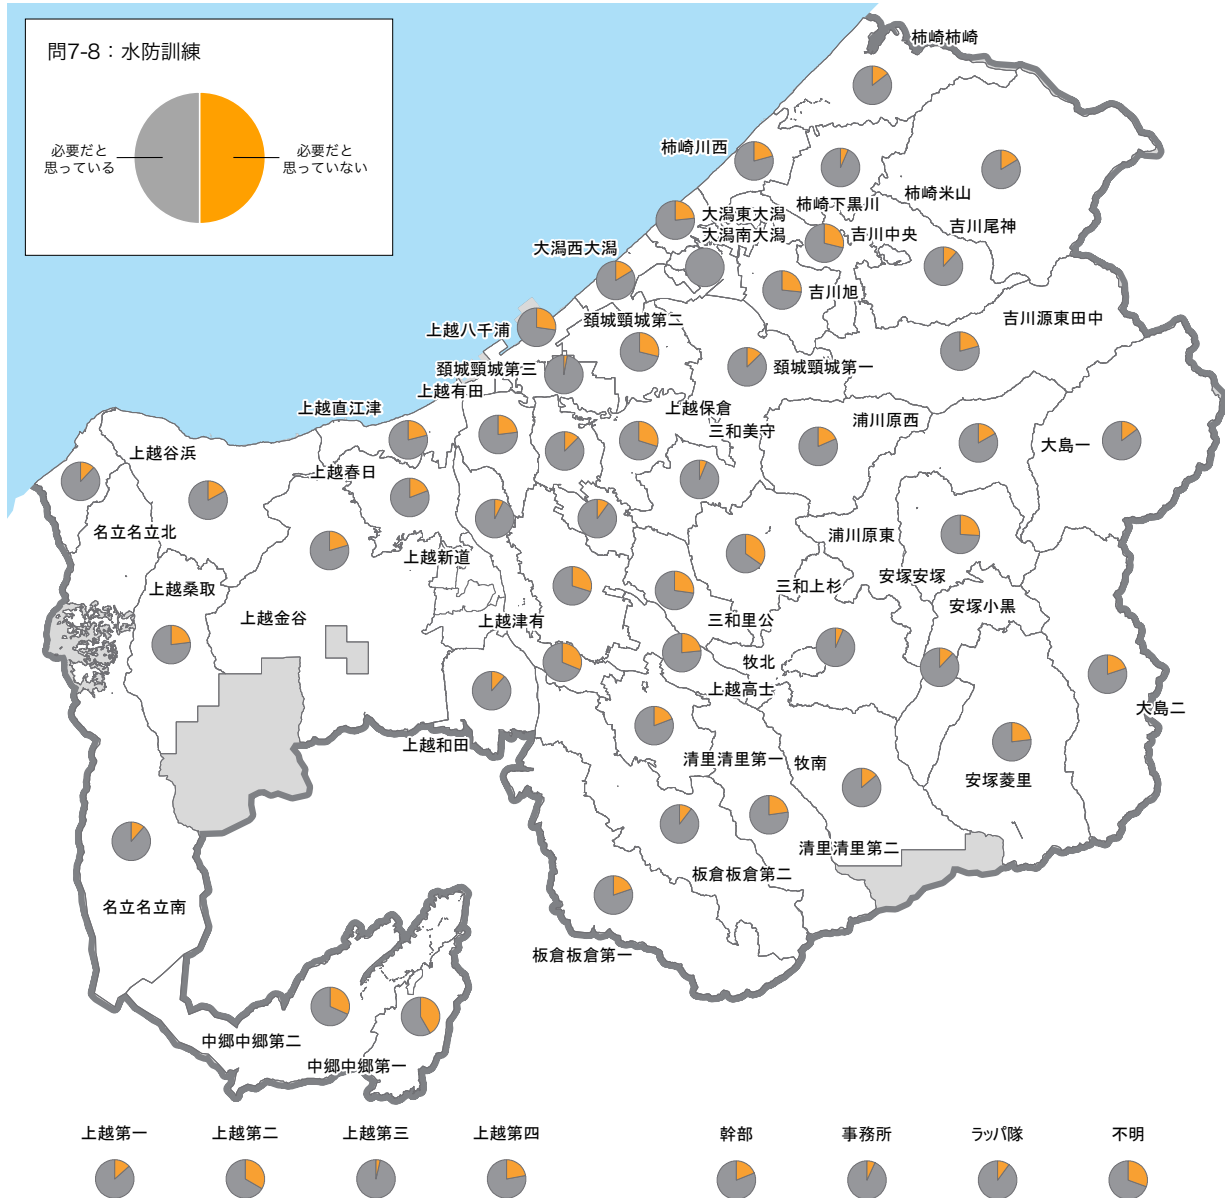 問7-8：水防訓練
必要だと
思っている
必要だと
思っていない
柿崎柿崎
柿崎川西
柿崎下黒川
柿崎米山
大潟東大潟
大潟南大潟
吉川中央
吉川尾神
大潟西大潟
吉川旭
吉川源東田中
上越八千浦
頚城頸城第二
頚城頸城第三
頚城頸城第一
上越有田
上越直江津
上越保倉
浦川原西
三和美守
大島一
上越谷浜
上越春日
名立名立北
上越新道
浦川原東
安塚安塚
上越桑取
上越金谷
上越津有
三和上杉
三和里公
安塚小黒
牧北
上越高士
大島二
上越和田
清里清里第一
牧南
安塚菱里
清里清里第二
板倉板倉第二
名立名立南
板倉板倉第一
中郷中郷第二
中郷中郷第一
上越第一
上越第二
上越第三
上越第四
幹部
事務所
ラッパ隊
不明